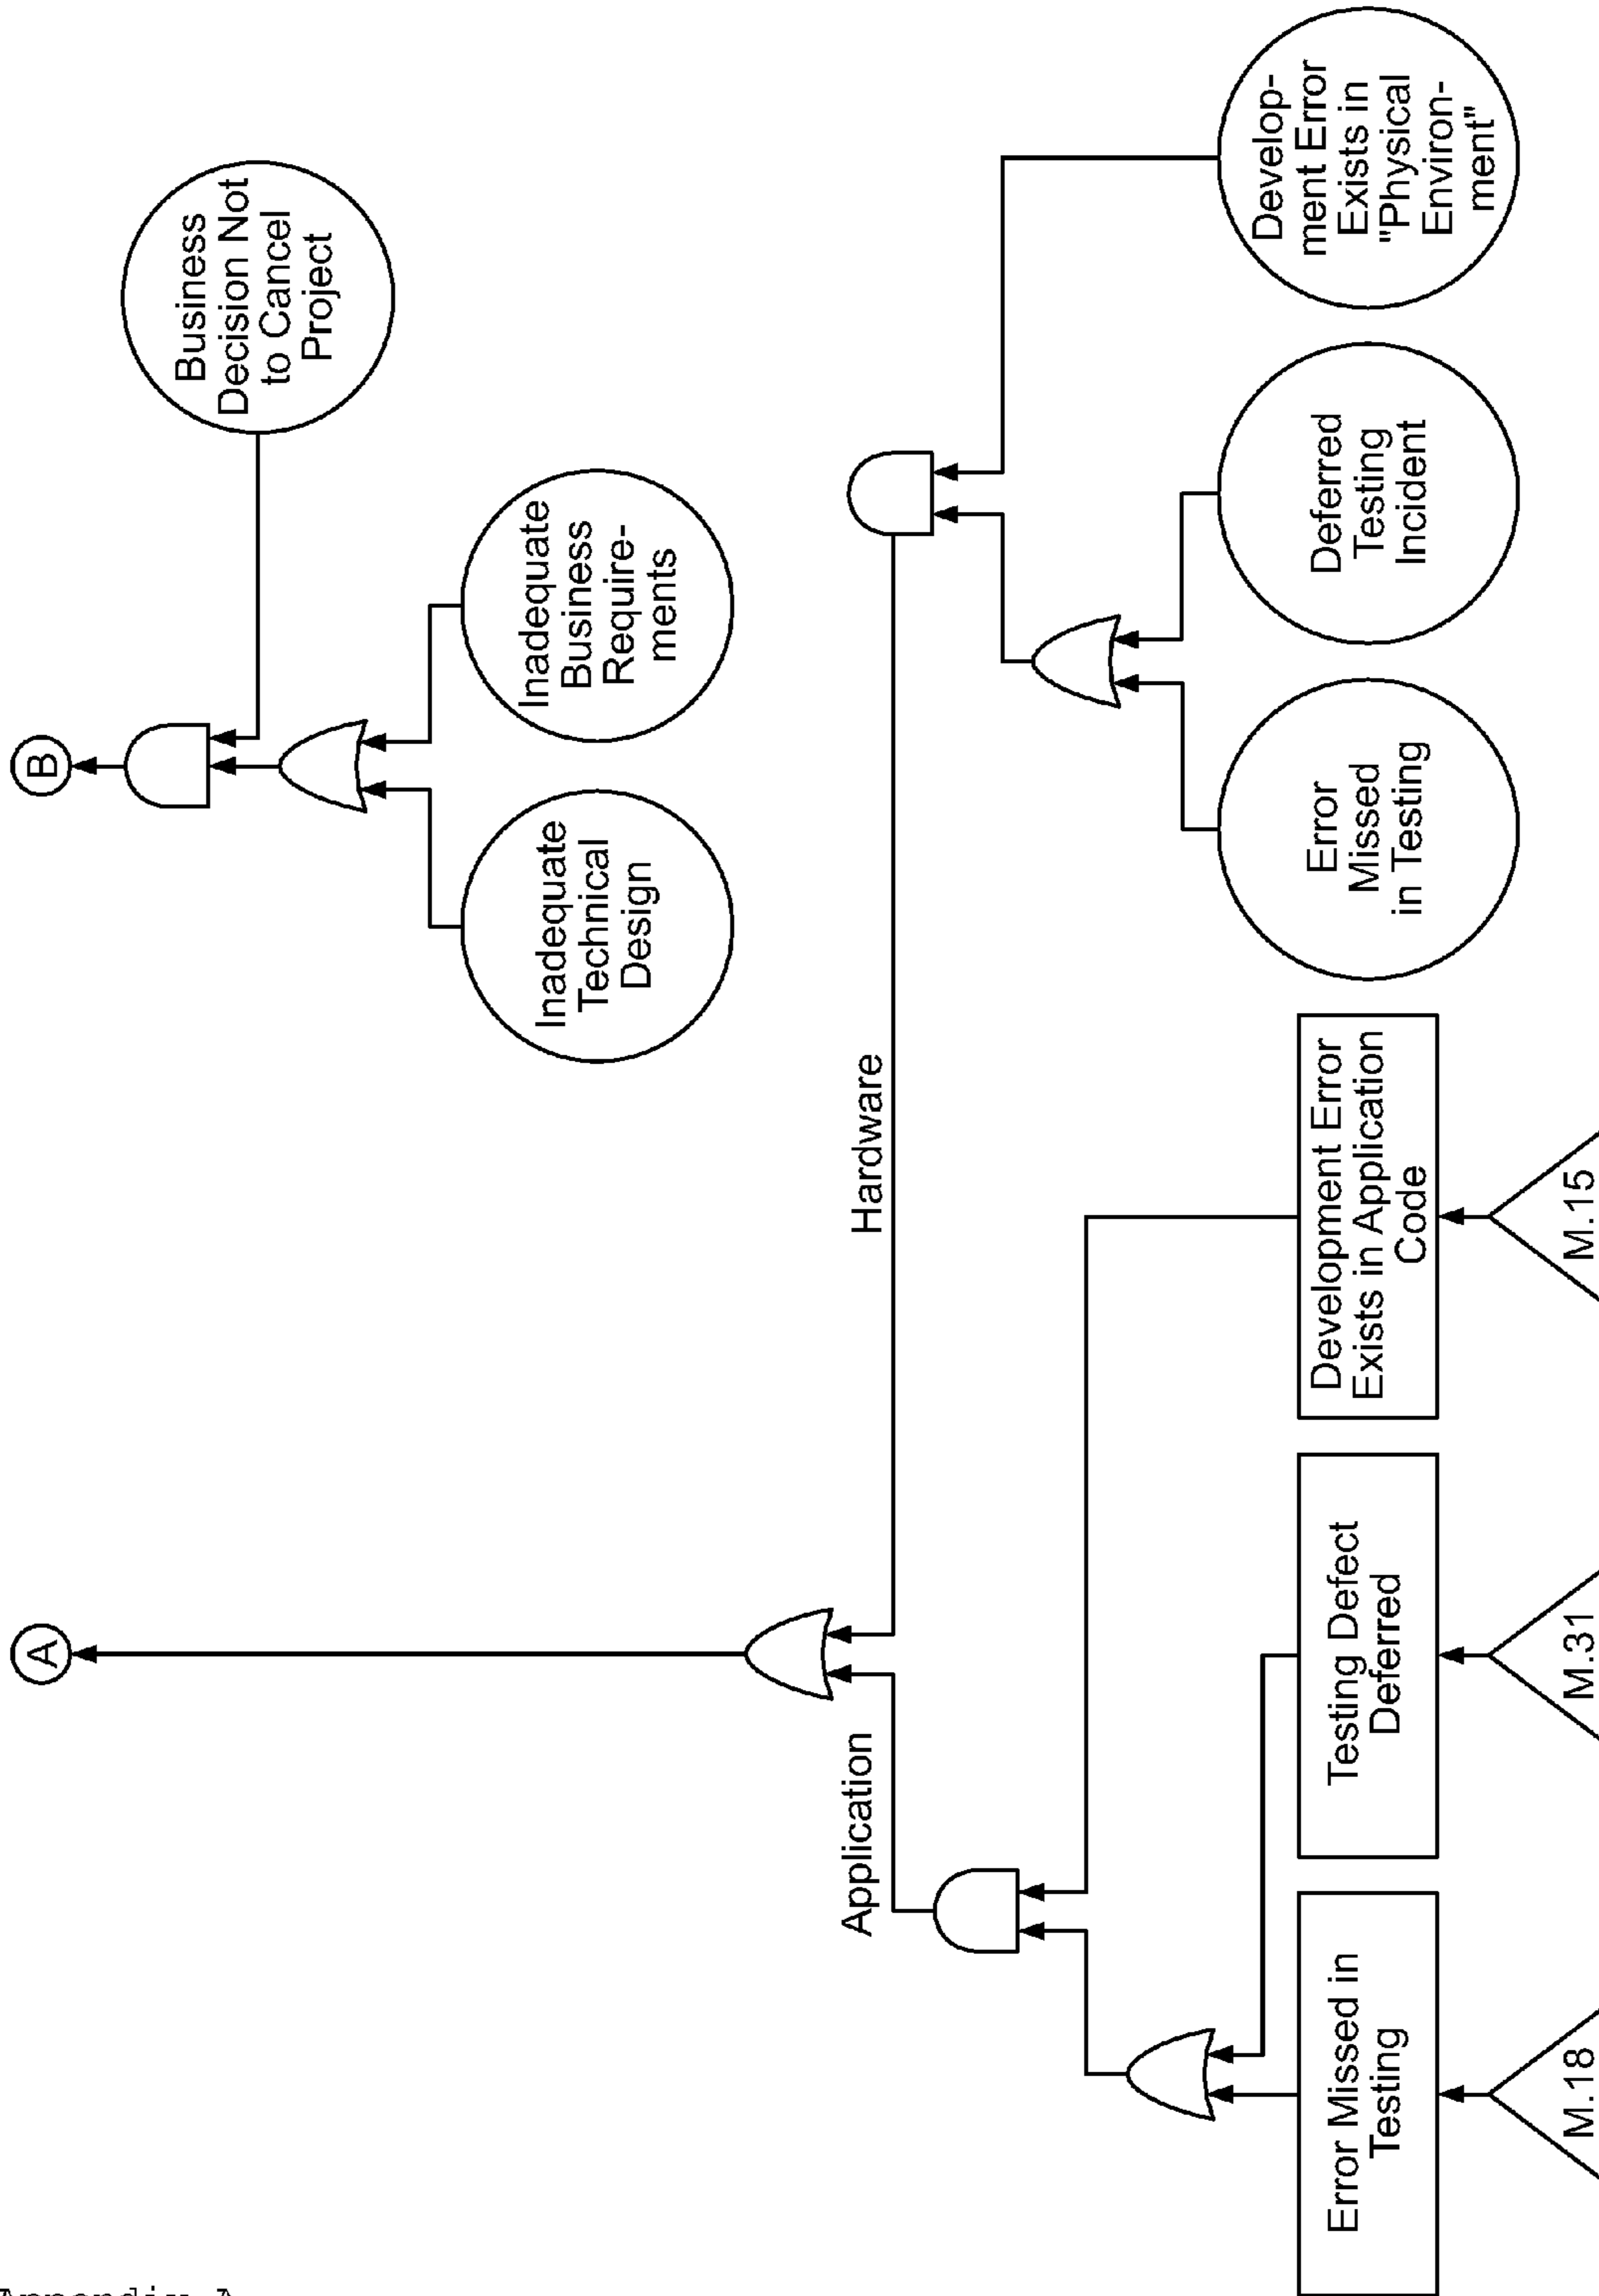 A
B
Business
Decision Not
to Cancel
Project
Inadequate
Technical
Design
Inadequate
Business
Require-
ments
Application
Hardware
Error Missed in
Testing
Testing Defect
Deferred
Development Error
Exists in Application
Code
Error
Missed
in Testing
Deferred
Testing
Incident
Develop-
ment Error
Exists in
"Physical
Environ-
ment"
M.18
M.31
M.15
Appendix A